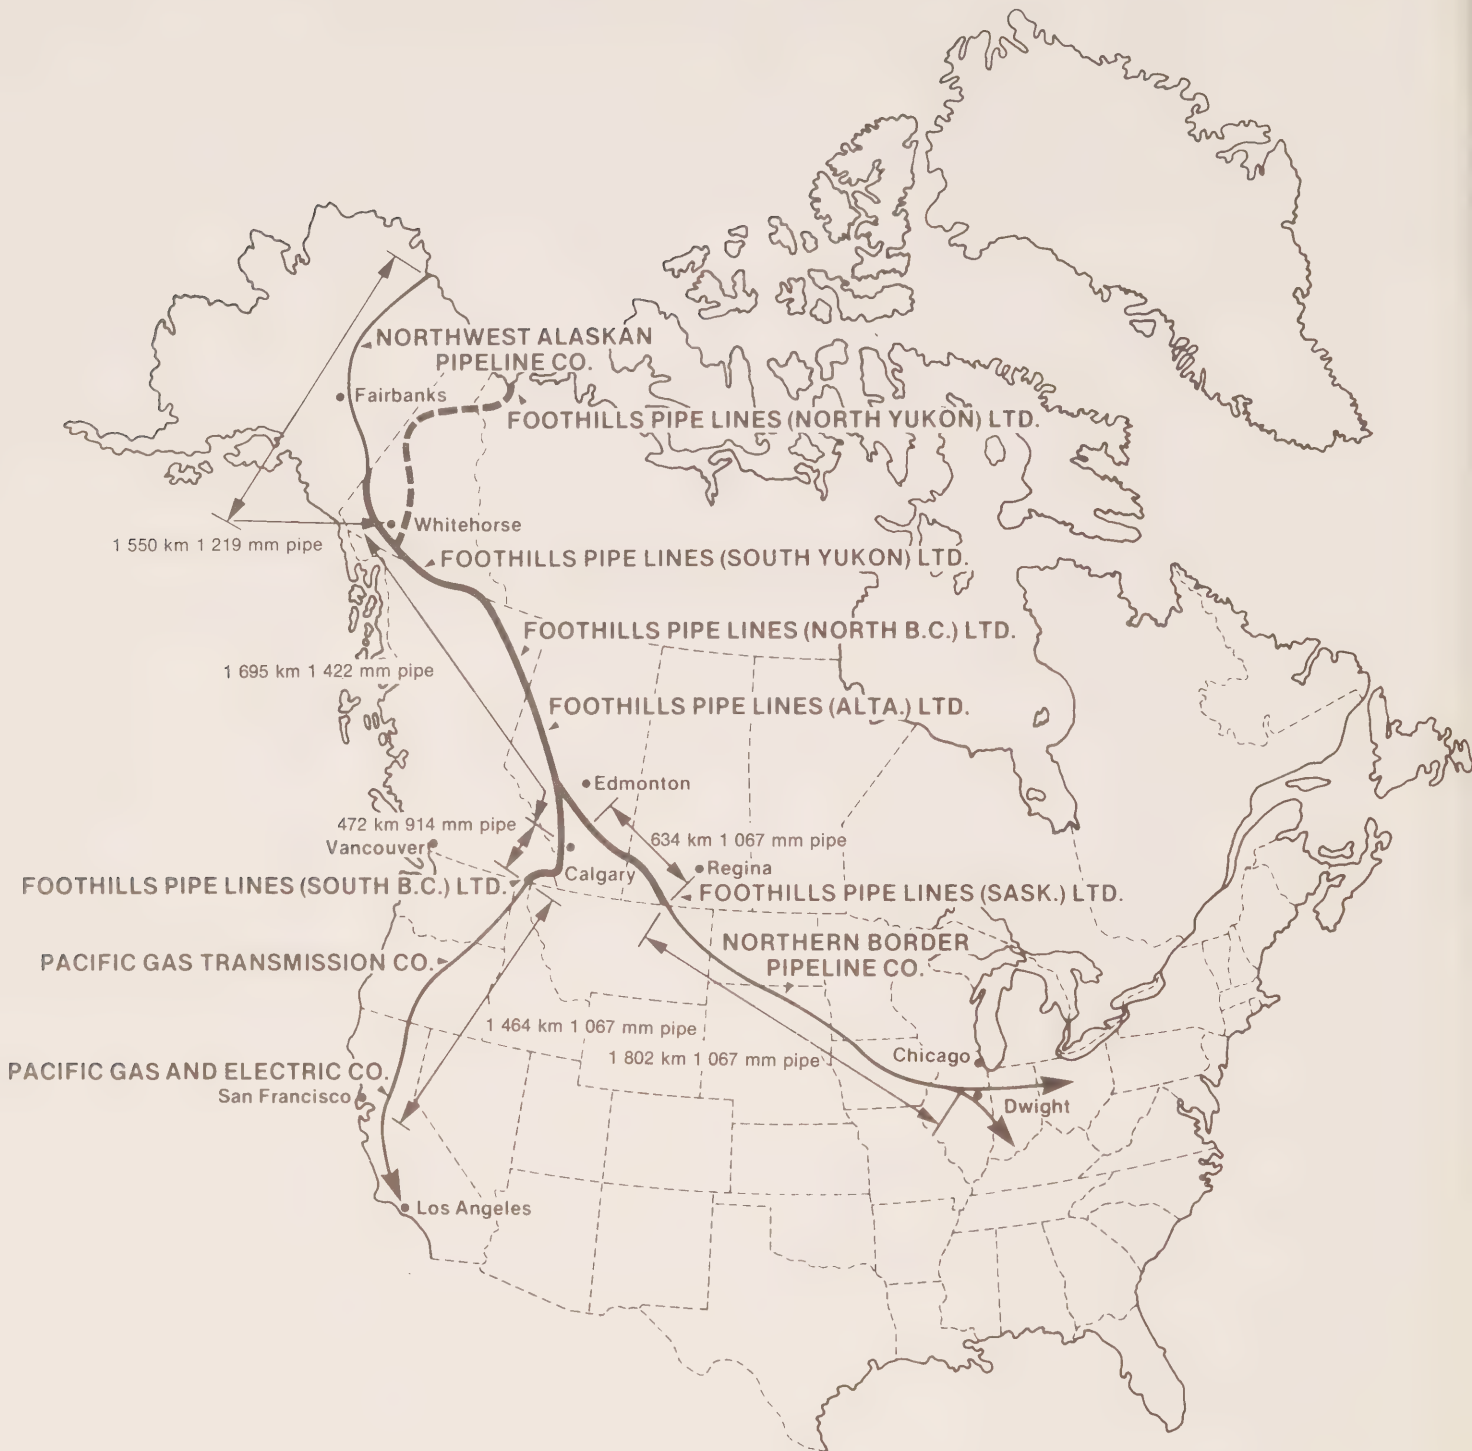 NORTHWEST ALASKAN
PIPELINE CO.
Fairbanks
FOOTHILLS PIPE LINES (NORTH YUKON) LTD.
Whitehorse
1 550 km 1 219 mm pipe
FOOTHILLS PIPE LINES (SOUTH YUKON) LTD.
FOOTHILLS PIPE LINES (NORTH B.C.) LTD.
1 695 km 1 422 mm pipe
FOOTHILLS PIPE LINES (ALTA.) LTD.
Edmonton
472 km 914 mm pipe
634 km 1 067 mm pipe
Vancouver
Calgary
Regina
FOOTHILLS PIPE LINES (SOUTH B.C.) LTD.
FOOTHILLS PIPE LINES (SASK.) LTD.
NORTHERN BORDER
PIPELINE CO.
PACIFIC GAS TRANSMISSION CO.
1 464 km 1 067 mm pipe
1 802 km 1 067 mm pipe
Chicago
PACIFIC GAS AND ELECTRIC CO.
San Francisco
Dwight
Los Angeles